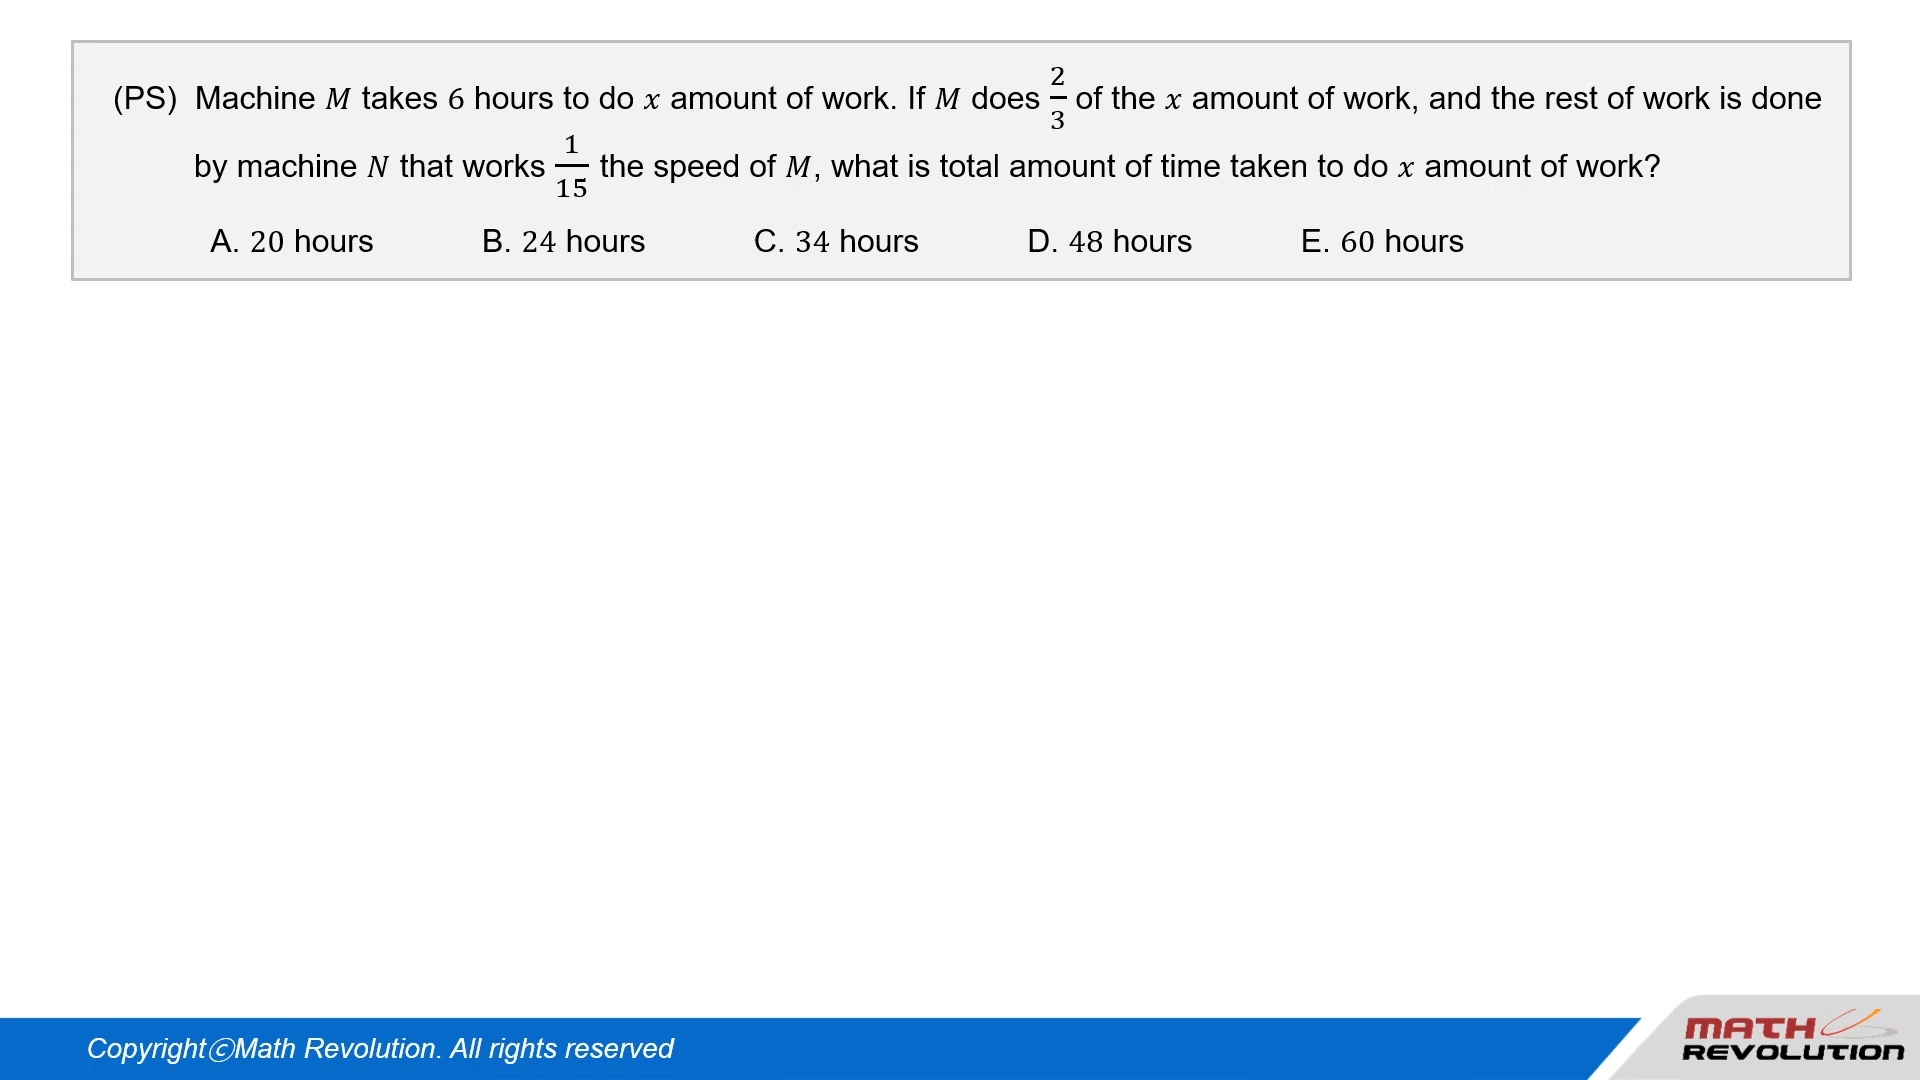 (PS) Machine M takes 6 hours to do x amount of work. If M does 2/3 of the x amount of work, and the rest of work is done
by machine N that works 1/15 the speed of M, what is total amount of time taken to do x amount of work?
A. 20 hours B. 24 hours C. 34 hours D. 48 hours E. 60 hours
CopyrightⓒMath Revolution. All rights reserved
MATH
REVOLUTION